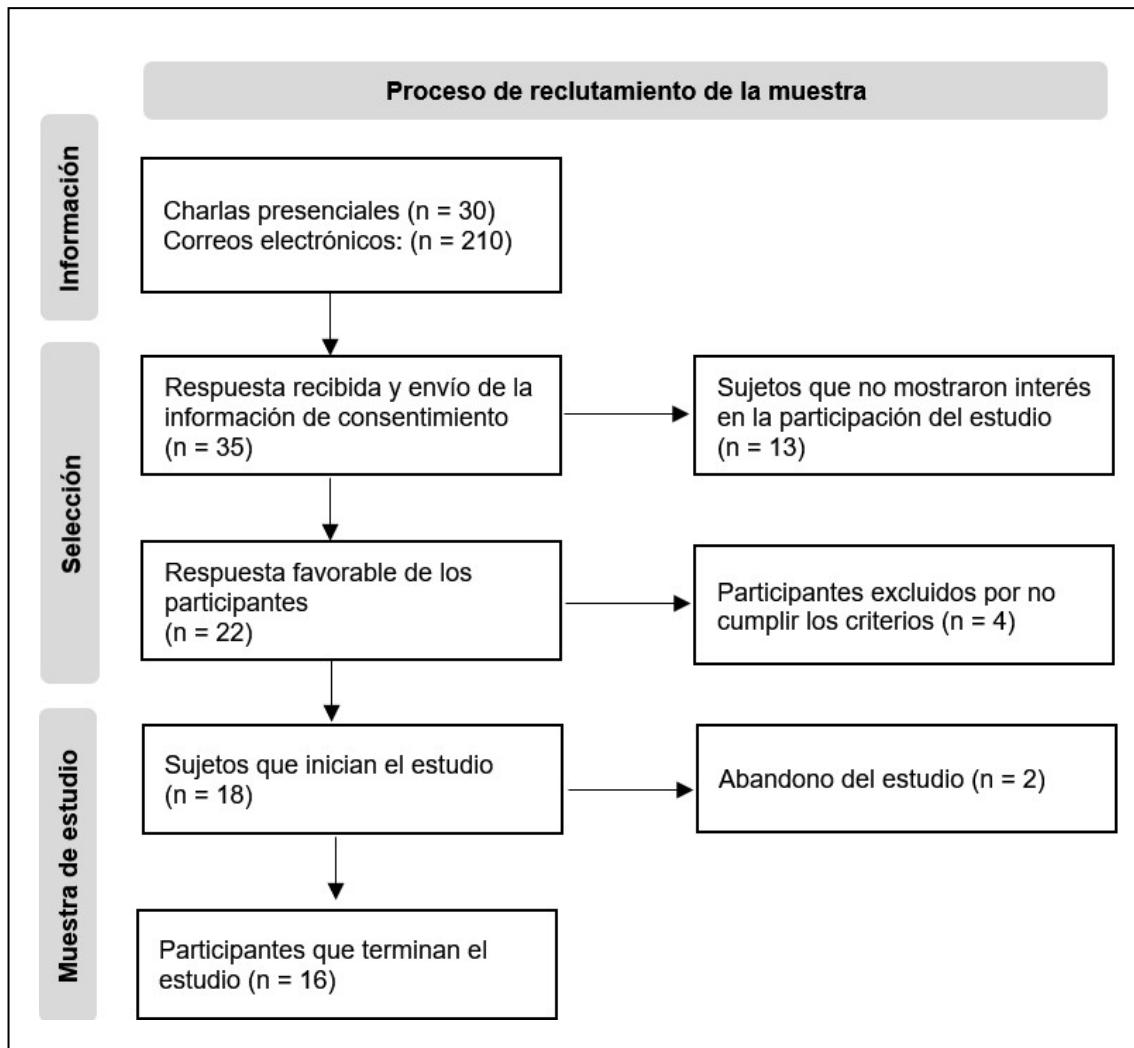 Proceso de reclutamiento de la muestra
Información
Charlas presenciales (n = 30)
Correos electrónicos: (n = 210)
Selección
Respuesta recibida y envío de la
información de consentimiento
(n = 35)
Sujetos que no mostraron interés
en la participación del estudio
(n = 13)
Respuesta favorable de los
participantes
(n = 22)
Participantes excluidos por no
cumplir los criterios (n = 4)
Muestra de estudio
Sujetos que inician el estudio
(n = 18)
Abandono del estudio (n = 2)
Participantes que terminan el
estudio (n = 16)